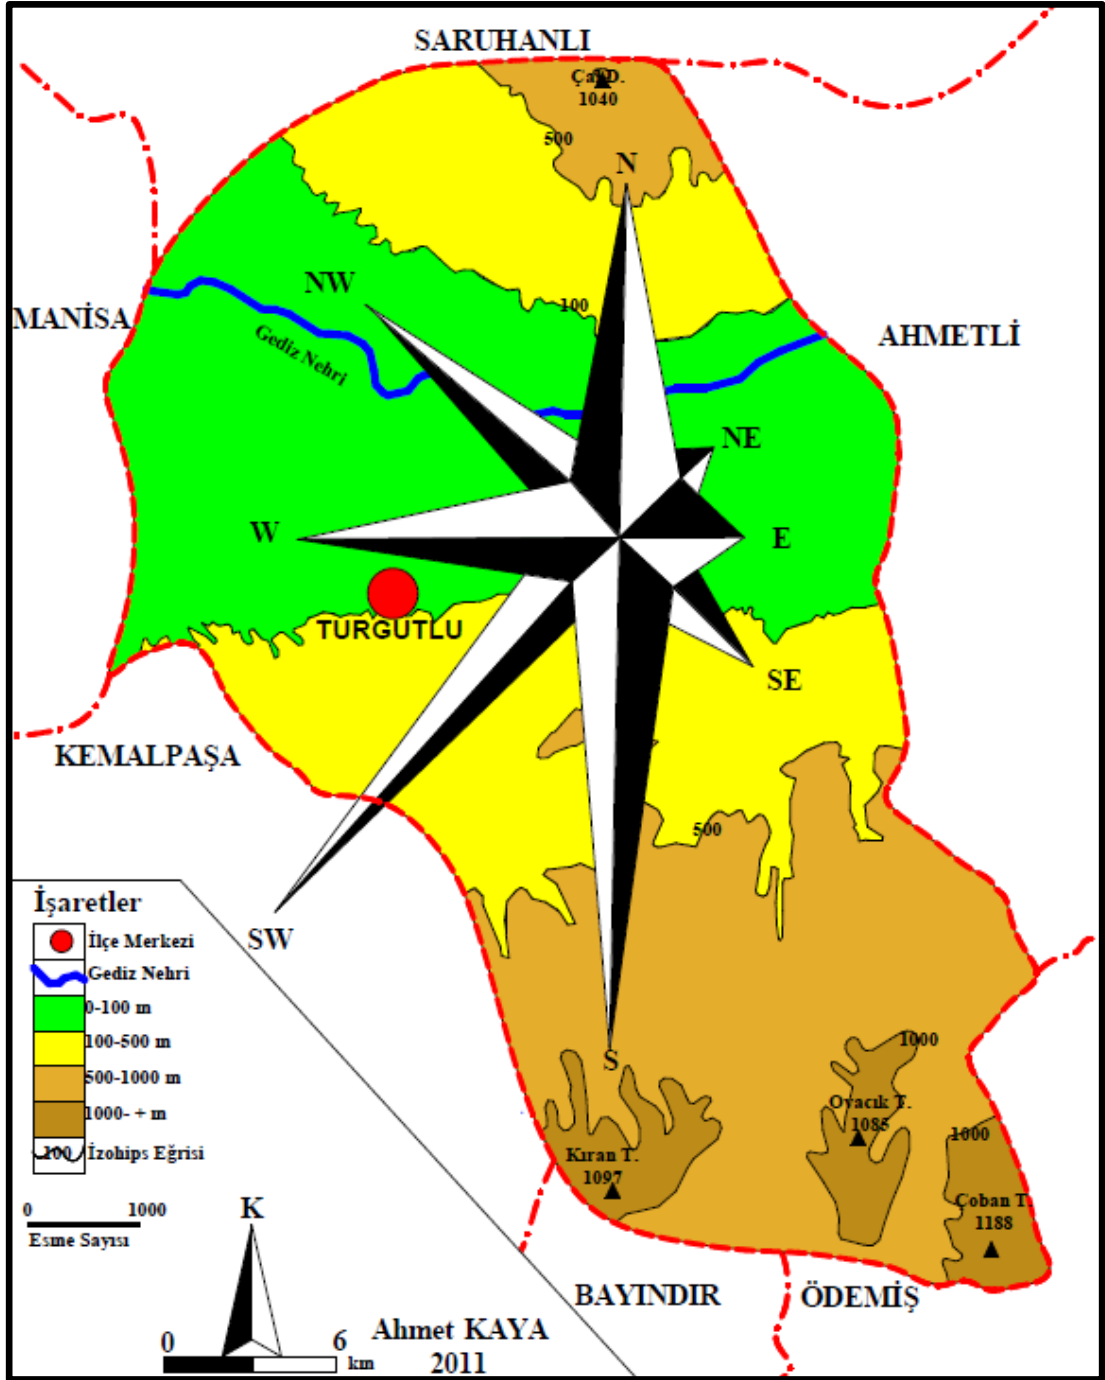 SARUHANLI
Çal D.
1040
500
N
NW
100
MANİSA
Gediz Nehri
AHMETLİ
NE
W
E
TURGUTLU
SE
KEMALPAŞA
500
SW
İşaretler
İlçe Merkezi
Gediz Nehri
0-100 m
100-500 m
500-1000 m
1000- + m
100 İzohips Eğrisi
S
1000
Ovacık T.
1085
1000
Kıran T.
1097
Çoban T.
1188
0 1000
Esme Sayısı
K
BAYINDIR
ÖDEMİŞ
0 6
km
Ahmet KAYA
2011